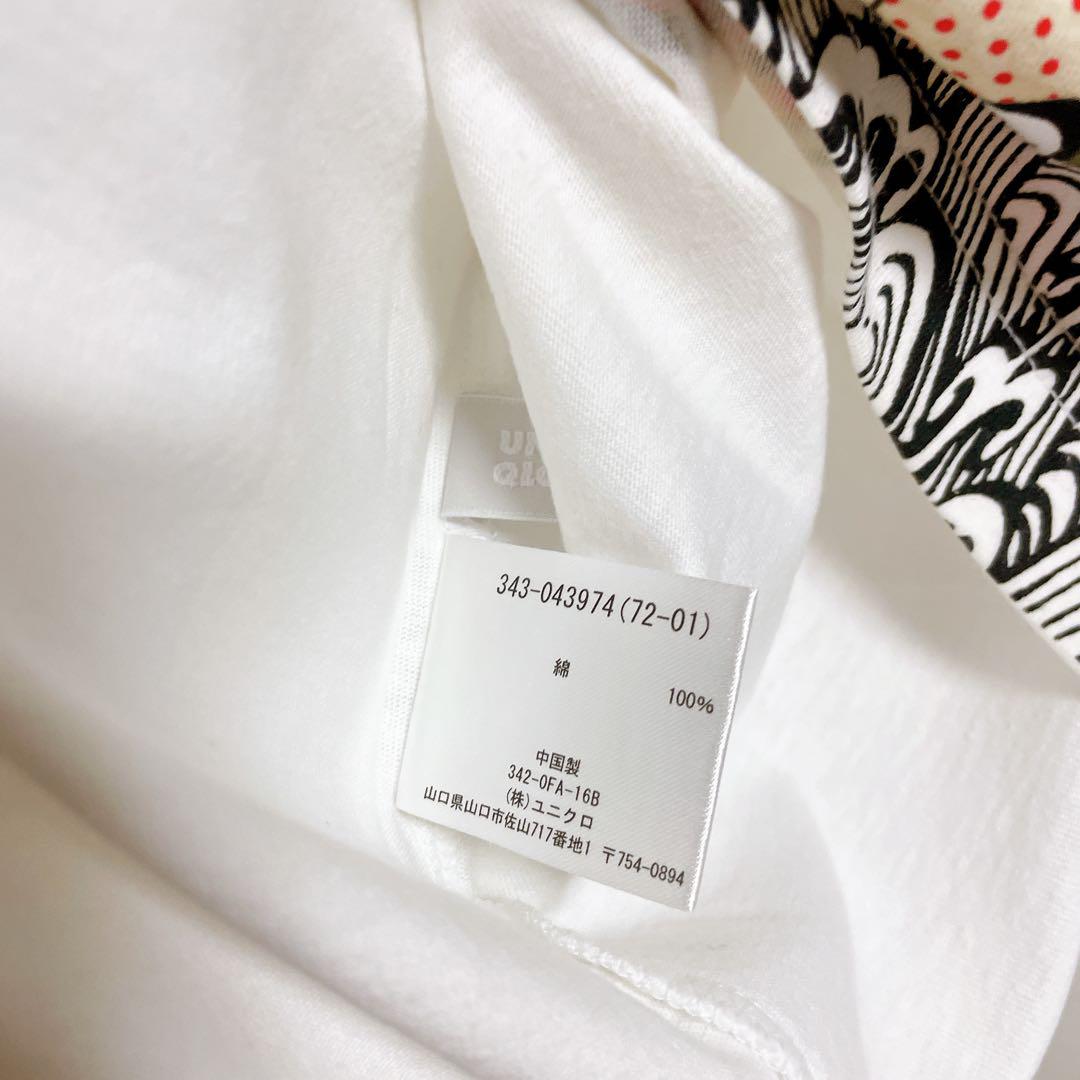 343-043974(72-01)
綿
100%
中国製
342-0FA-16B
(株)ユニクロ
山口県山口市佐山717番地1 〒754-0894